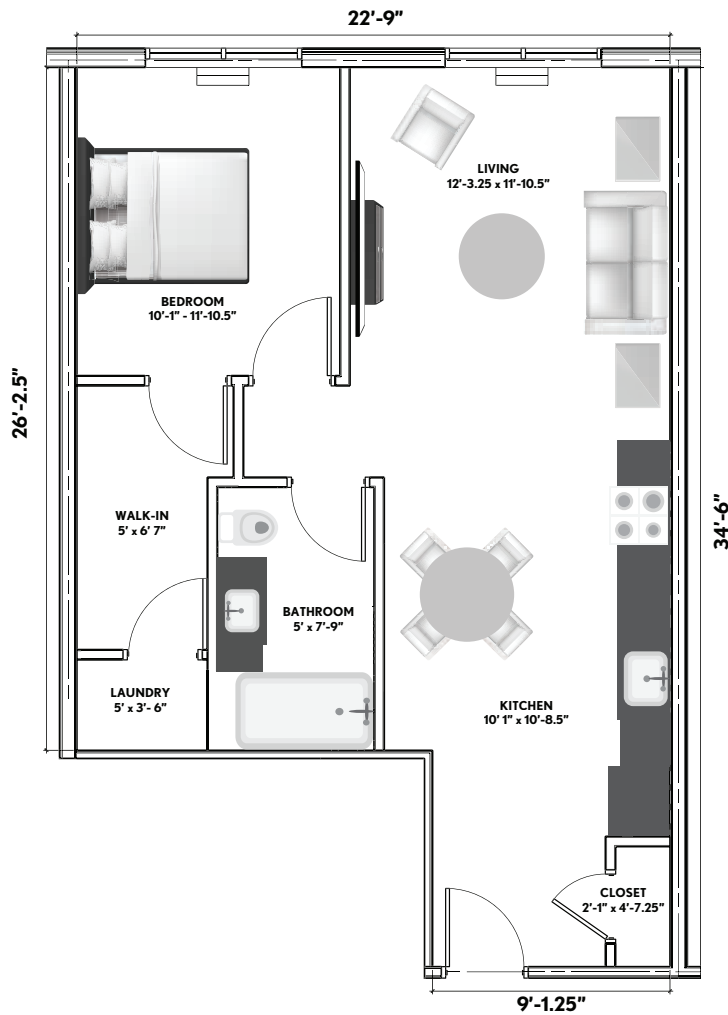 22'-9"
LIVING
12'-3.25 x 11'-10.5"
BEDROOM
10'-1" - 11'-10.5"
26'-2.5"
34'-6"
WALK-IN
5' x 6' 7"
BATHROOM
5' x 7'-9"
LAUNDRY
5' x 3'- 6"
KITCHEN
10' 1" x 10'-8.5"
CLOSET
2'-1" x 4'-7.25"
9'-1.25"